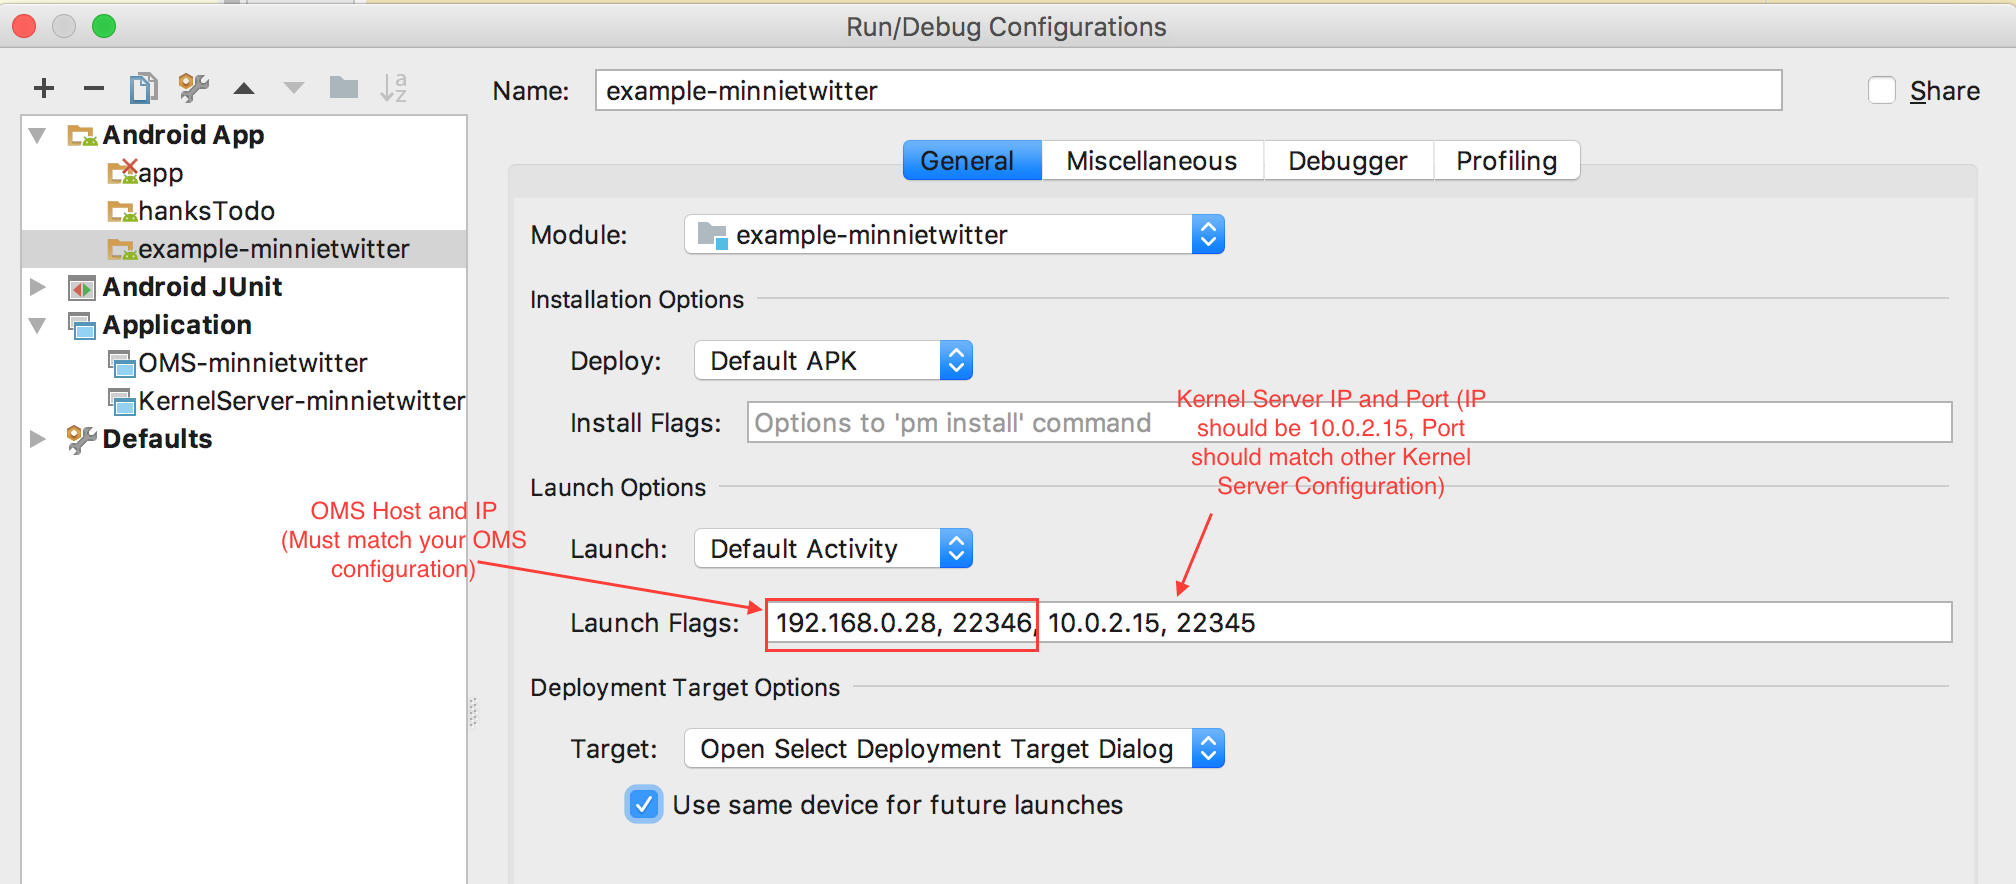 Run/Debug Configurations
Name: example-minnietwitter
Share
Android App
app
hanksTodo
example-minnietwitter
Android JUnit
Application
OMS-minnietwitter
KernelServer-minnietwitter
Defaults
General Miscellaneous Debugger Profiling
Module: example-minnietwitter
Installation Options
Deploy: Default APK
Install Flags: Options to 'pm install' command
Kernel Server IP and Port (IP
should be 10.0.2.15, Port
should match other Kernel
Server Configuration)
Launch Options
OMS Host and IP
(Must match your OMS
configuration)
Launch: Default Activity
Launch Flags: 192.168.0.28, 22346, 10.0.2.15, 22345
Deployment Target Options
Target: Open Select Deployment Target Dialog
Use same device for future launches